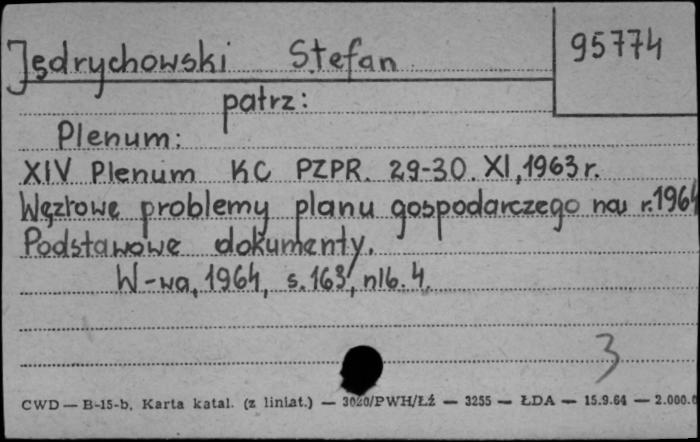 Jędrychowski Stefan
95774
patrz:
Plenum:
XIV Plenum KC PZPR. 29-30. XI, 1963 r.
Węzłowe problemy planu gospodarczego na r. 1964
Podstawowe dokumenty.
W-wa, 1964, s. 163, nlb. 4.
3
CWD — B-15-b, Karta katal. (z liniat.) — 3020/PWH/Łź — 3255 — ŁDA — 15.9.64 — 2.000.0